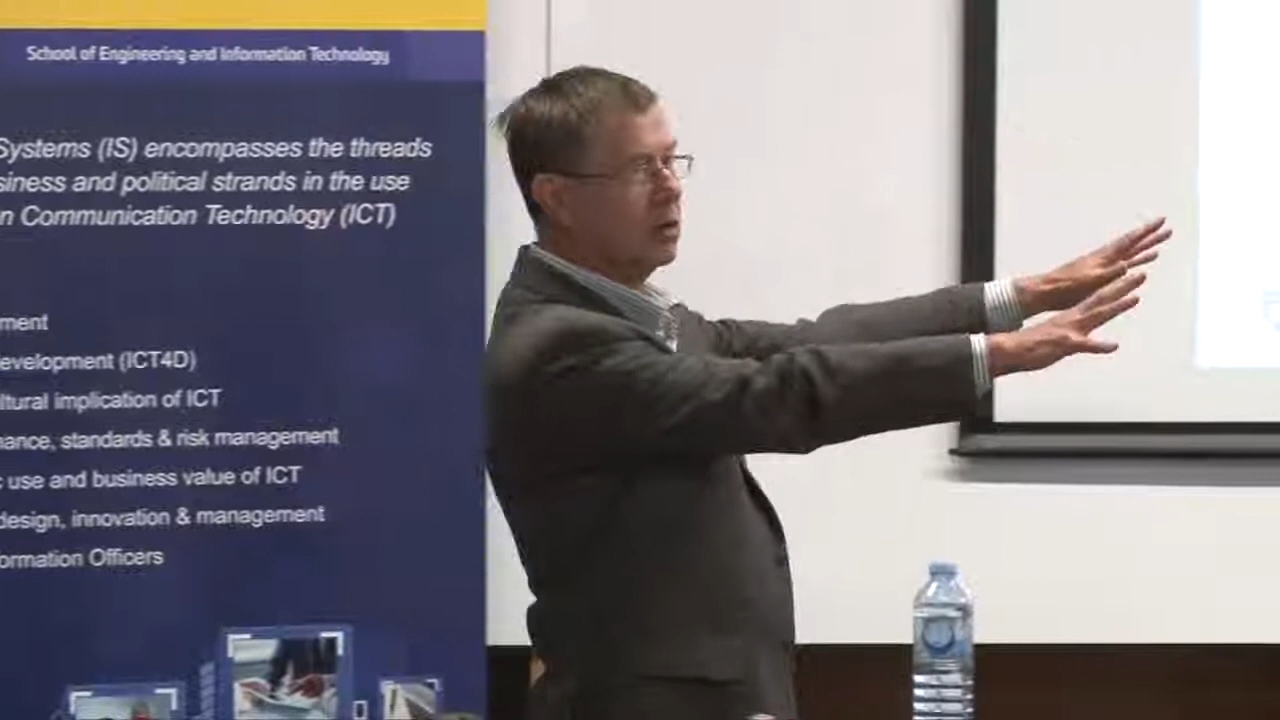 School of Engineering and Information Technology
Systems (IS) encompasses the threads
siness and political strands in the use
n Communication Technology (ICT)
ment
evelopment (ICT4D)
ltural implication of ICT
nance, standards & risk management
c use and business value of ICT
design, innovation & management
ormation Officers